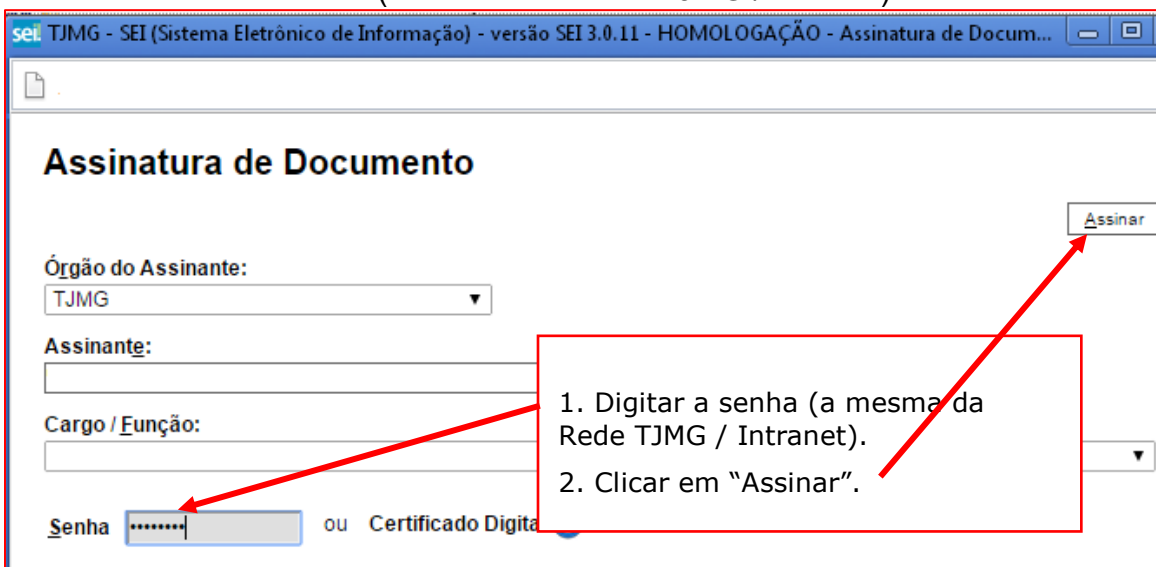 sei. TJMG - SEI (Sistema Eletrônico de Informação) - versão SEI 3.0.11 - HOMOLOGAÇÃO - Assinatura de Docum...
Assinatura de Documento
Assinar
Órgão do Assinante:
TJMG
Assinante:
Cargo / Função:
1. Digitar a senha (a mesma da
Rede TJMG / Intranet).
2. Clicar em “Assinar”.
Senha •••••••• ou Certificado Digita